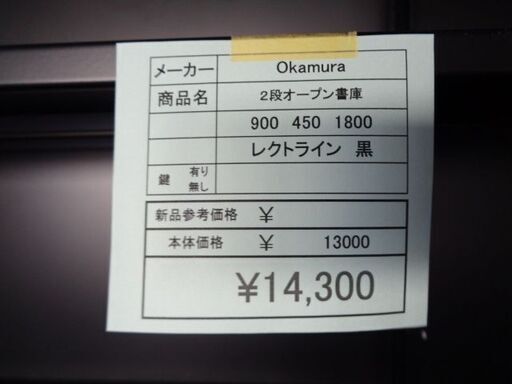 メーカー Okamura
商品名 2段オープン書庫
900 450 1800
レクトライン 黒
鍵 有り
無し
新品参考価格 ¥
本体価格 ¥ 13000
¥14,300